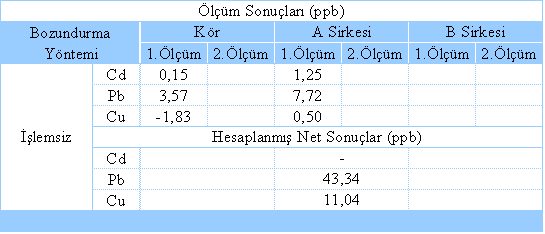 Ölçüm Sonuçları (ppb)
Bozundurma Yöntemi Kör A Sirkesi B Sirkesi
1.Ölçüm 2.Ölçüm 1.Ölçüm 2.Ölçüm 1.Ölçüm 2.Ölçüm
İşlemsiz
Cd 0,15 1,25
Pb 3,57 7,72
Cu -1,83 0,50
Hesaplanmış Net Sonuçlar (ppb)
Cd -
Pb 43,34
Cu 11,04